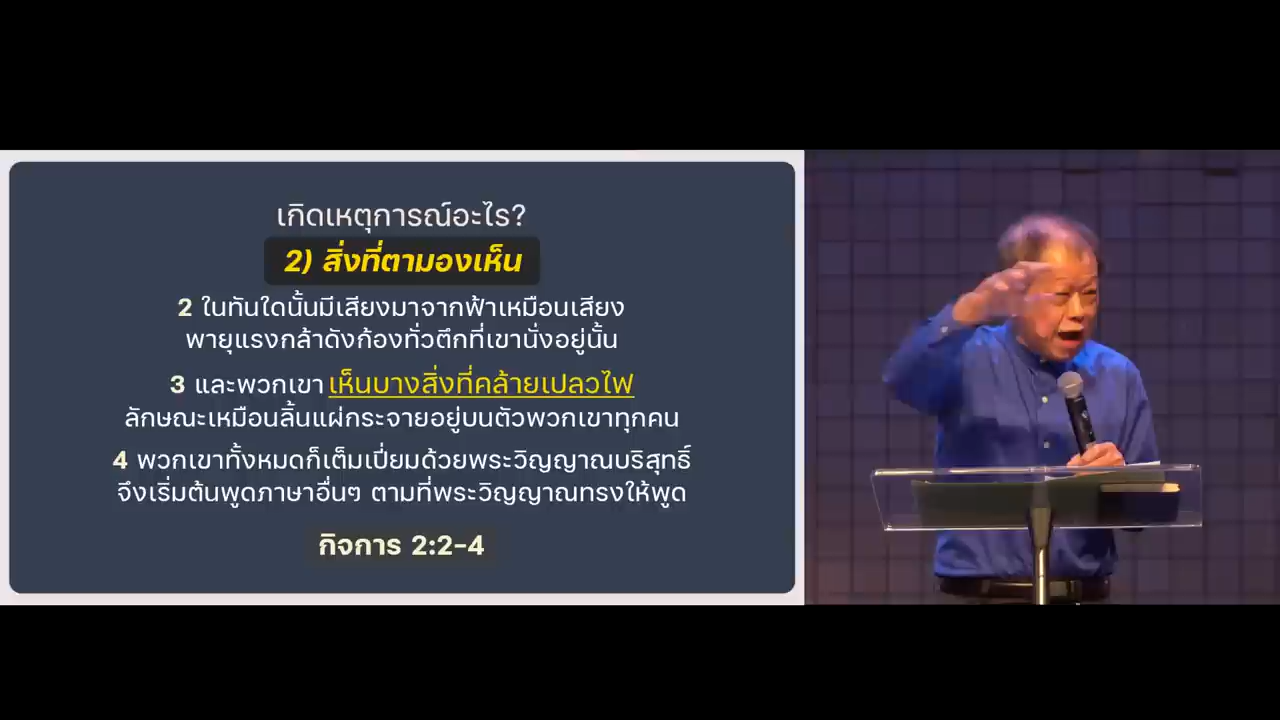 เกิดเหตุการณ์อะไร?
2) สิ่งที่ตามองเห็น
2 ในทันใดนั้นมีเสียงมาจากฟ้าเหมือนเสียง
พายุแรงกล้าดังก้องทั่วตึกที่เขานั่งอยู่นั้น
3 และพวกเขา เห็นบางสิ่งที่คล้ายเปลวไฟ
ลักษณะเหมือนลิ้นแผ่กระจายอยู่บนตัวพวกเขาทุกคน
4 พวกเขาทั้งหมดก็เต็มเปี่ยมด้วยพระวิญญาณบริสุทธิ์
จึงเริ่มต้นพูดภาษาอื่นๆ ตามที่พระวิญญาณทรงให้พูด
กิจการ 2:2-4